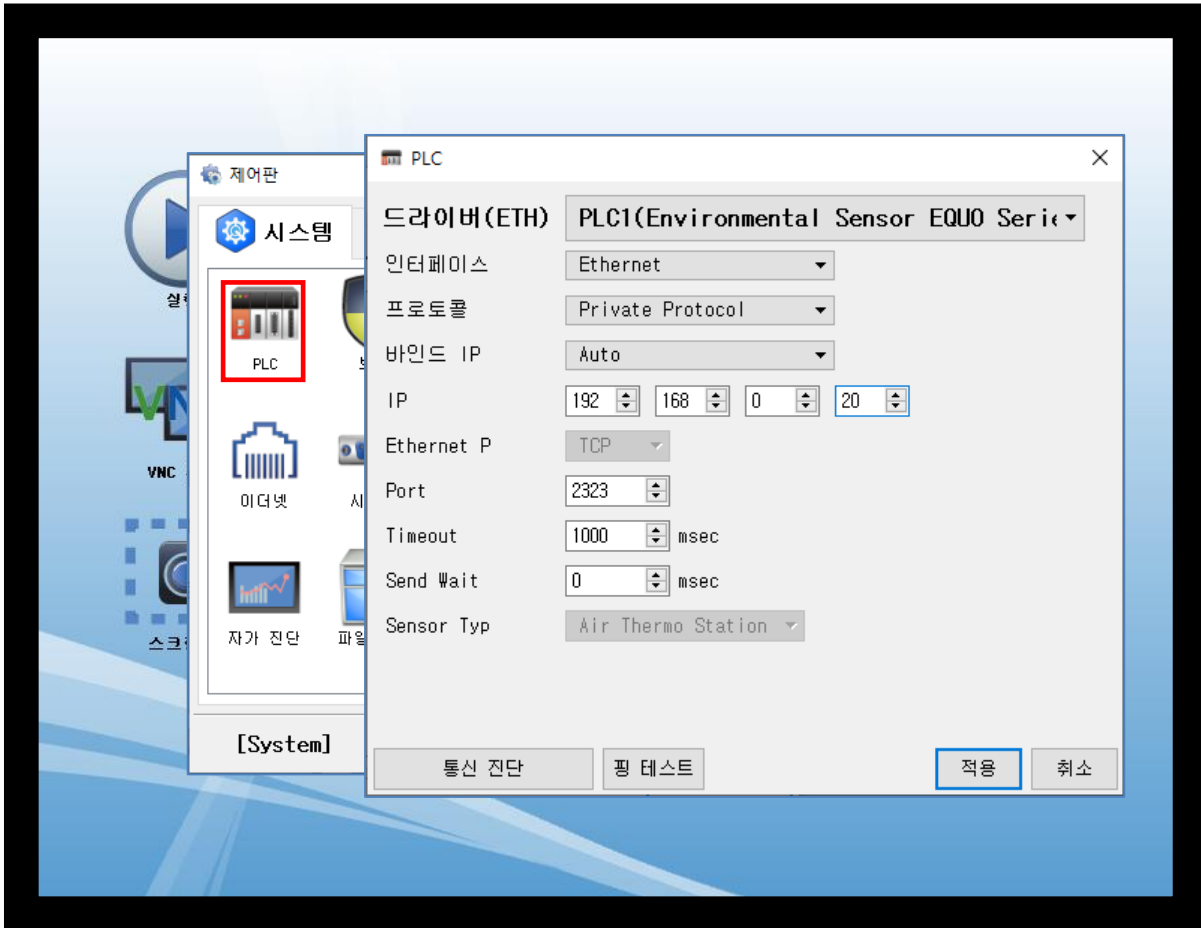 제어판
시스템
PLC
이더넷
자가 진단
[System]
VNC
PLC
드라이버(ETH) PLC1(Environmental Sensor EQUO Serie
인터페이스 Ethernet
프로토콜 Private Protocol
바인드 IP Auto
IP 192 168 0 20
Ethernet P TCP
Port 2323
Timeout 1000 msec
Send Wait 0 msec
Sensor Typ Air Thermo Station
통신 진단 핑 테스트 적용 취소